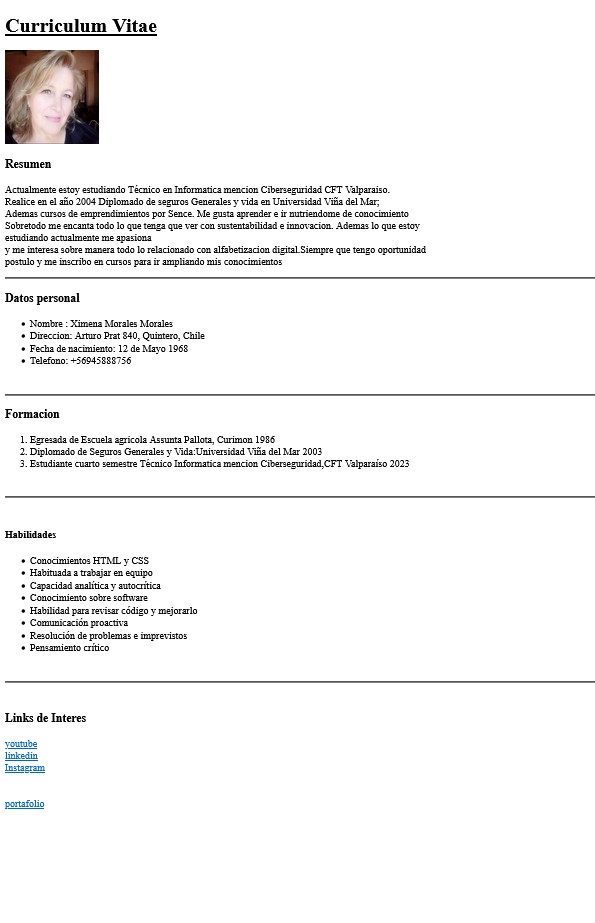 Curriculum Vitae
Resumen
Actualmente estoy estudiando Técnico en Informatica mencion Ciberseguridad CFT Valparaíso.
Realice en el año 2004 Diplomado de seguros Generales y vida en Universidad Viña del Mar;
Ademas cursos de emprendimientos por Sence. Me gusta aprender e ir nutriendome de conocimiento
Sobretodo me encanta todo lo que tenga que ver con sustentabilidad e innovacion. Ademas lo que estoy
estudiando actualmente me apasiona
y me interesa sobre manera todo lo relacionado con alfabetizacion digital.Siempre que tengo oportunidad
postulo y me inscribo en cursos para ir ampliando mis conocimientos
Datos personal
• Nombre : Ximena Morales Morales
• Direccion: Arturo Prat 840, Quintero, Chile
• Fecha de nacimiento: 12 de Mayo 1968
• Telefono: +56945888756
Formacion
1. Egresada de Escuela agricola Assunta Pallota, Curimon 1986
2. Diplomado de Seguros Generales y Vida:Universidad Viña del Mar 2003
3. Estudiante cuarto semestre Técnico Informatica mencion Ciberseguridad,CFT Valparaíso 2023
Habilidades
• Conocimientos HTML y CSS
• Habituada a trabajar en equipo
• Capacidad analítica y autocrítica
• Conocimiento sobre software
• Habilidad para revisar código y mejorarlo
• Comunicación proactiva
• Resolución de problemas e imprevistos
• Pensamiento crítico
Links de Interes
youtube
linkedin
Instagram
portafolio